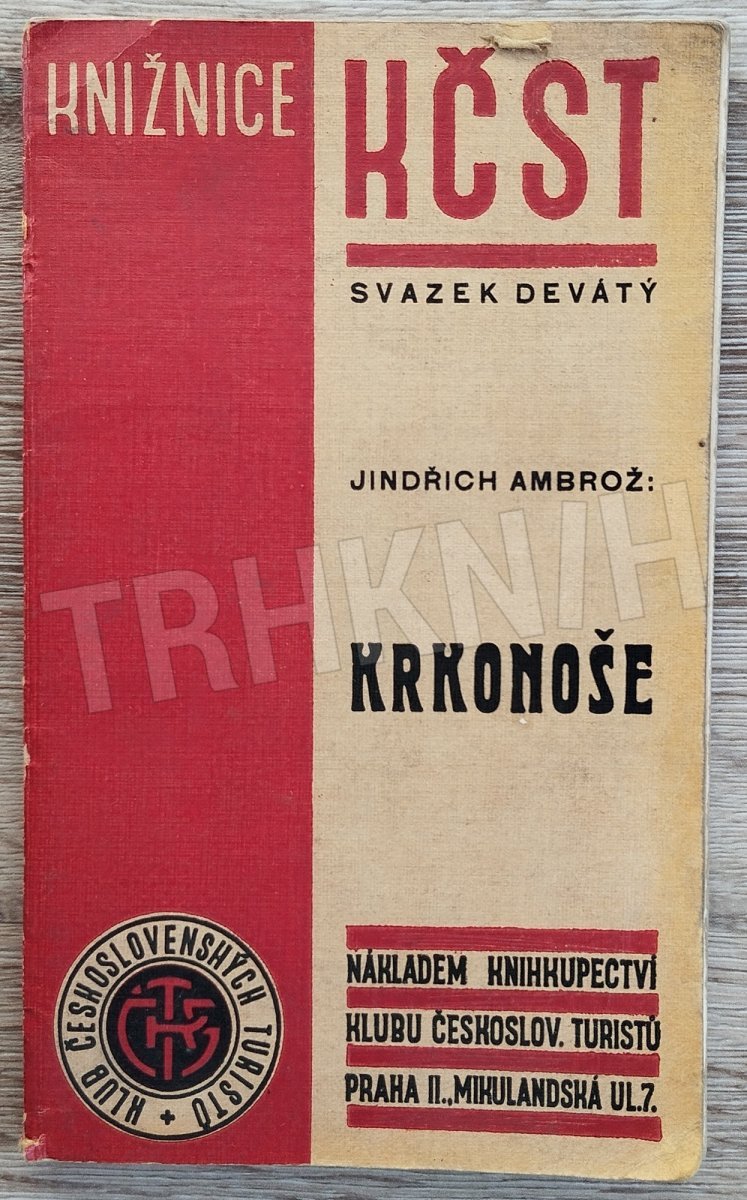 KNIŽNICE
KČST
SVAZEK DEVÁTÝ
JINDŘICH AMBROŽ:
TRHKNIH
KRKONOŠE
KLUB ČESKOSLOVENSKÝCH TURISTŮ +
KČST
NÁKLADEM KNIHKUPECTVÍ
KLUBU ČESKOSLOV. TURISTŮ
PRAHA II., MIKULANDSKÁ UL.7.